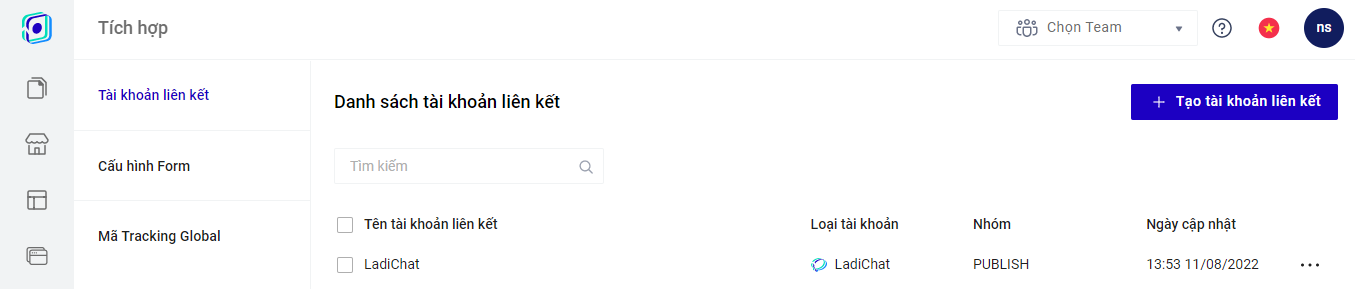 Tích hợp
Chọn Team
ns
Tài khoản liên kết
Cấu hình Form
Mã Tracking Global
Danh sách tài khoản liên kết
Tạo tài khoản liên kết
Tìm kiếm
Tên tài khoản liên kết Loại tài khoản Nhóm Ngày cập nhật
LadiChat LadiChat PUBLISH 13:53 11/08/2022